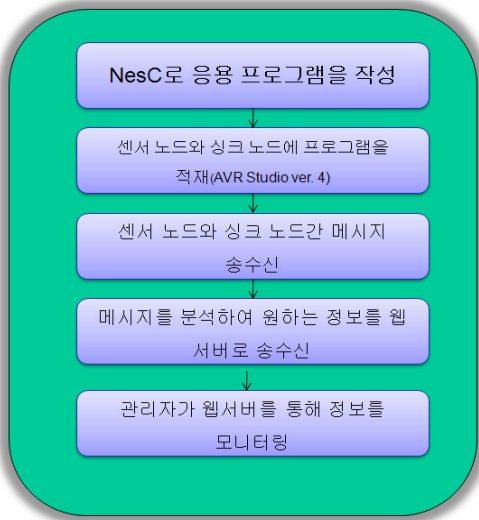 NesC로 응용 프로그램을 작성
센서 노드와 싱크 노드에 프로그램을
적재(AVR Studio ver. 4)
센서 노드와 싱크 노드간 메시지
송수신
메시지를 분석하여 원하는 정보를 웹
서버로 송수신
관리자가 웹서버를 통해 정보를
모니터링